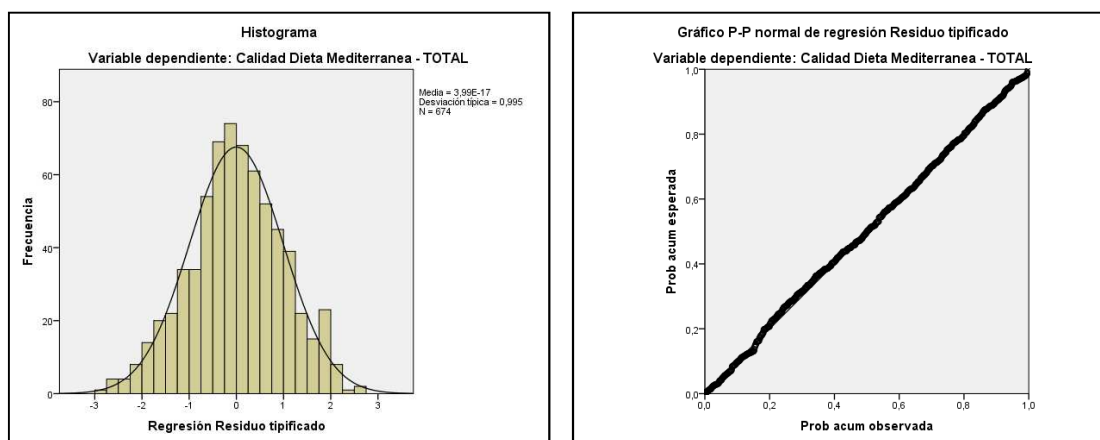 Histograma
Variable dependiente: Calidad Dieta Mediterranea - TOTAL
Media = 3,99E-17
Desviación típica = 0,995
N = 674
Frecuencia
80
60
40
20
0
-3 -2 -1 0 1 2 3
Regresión Residuo tipificado
Gráfico P-P normal de regresión Residuo tipificado
Variable dependiente: Calidad Dieta Mediterranea - TOTAL
Prob acum esperada
1,0
0,8
0,6
0,4
0,2
0,0
0,0 0,2 0,4 0,6 0,8 1,0
Prob acum observada